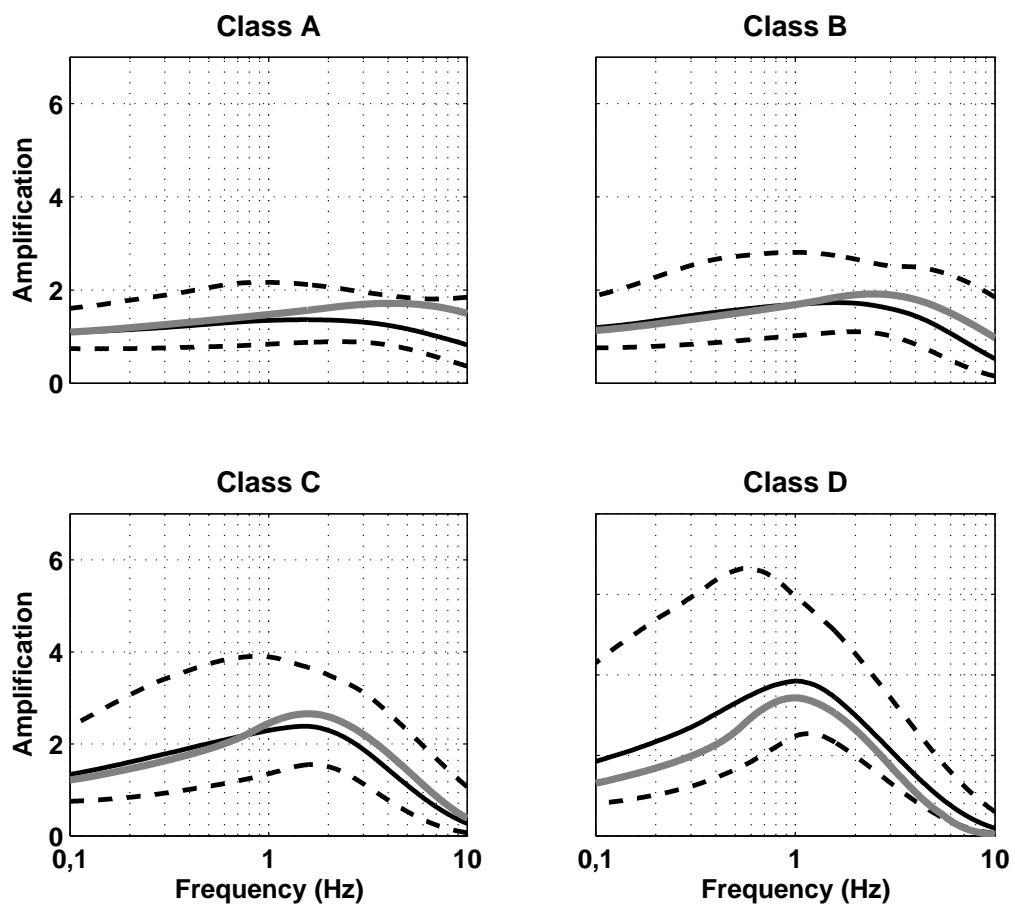 Class A
Class B
6
4
2
0
Amplification
Class C
Class D
6
4
2
0
Amplification
0,1 1 10
0,1 1 10
Frequency (Hz)
Frequency (Hz)